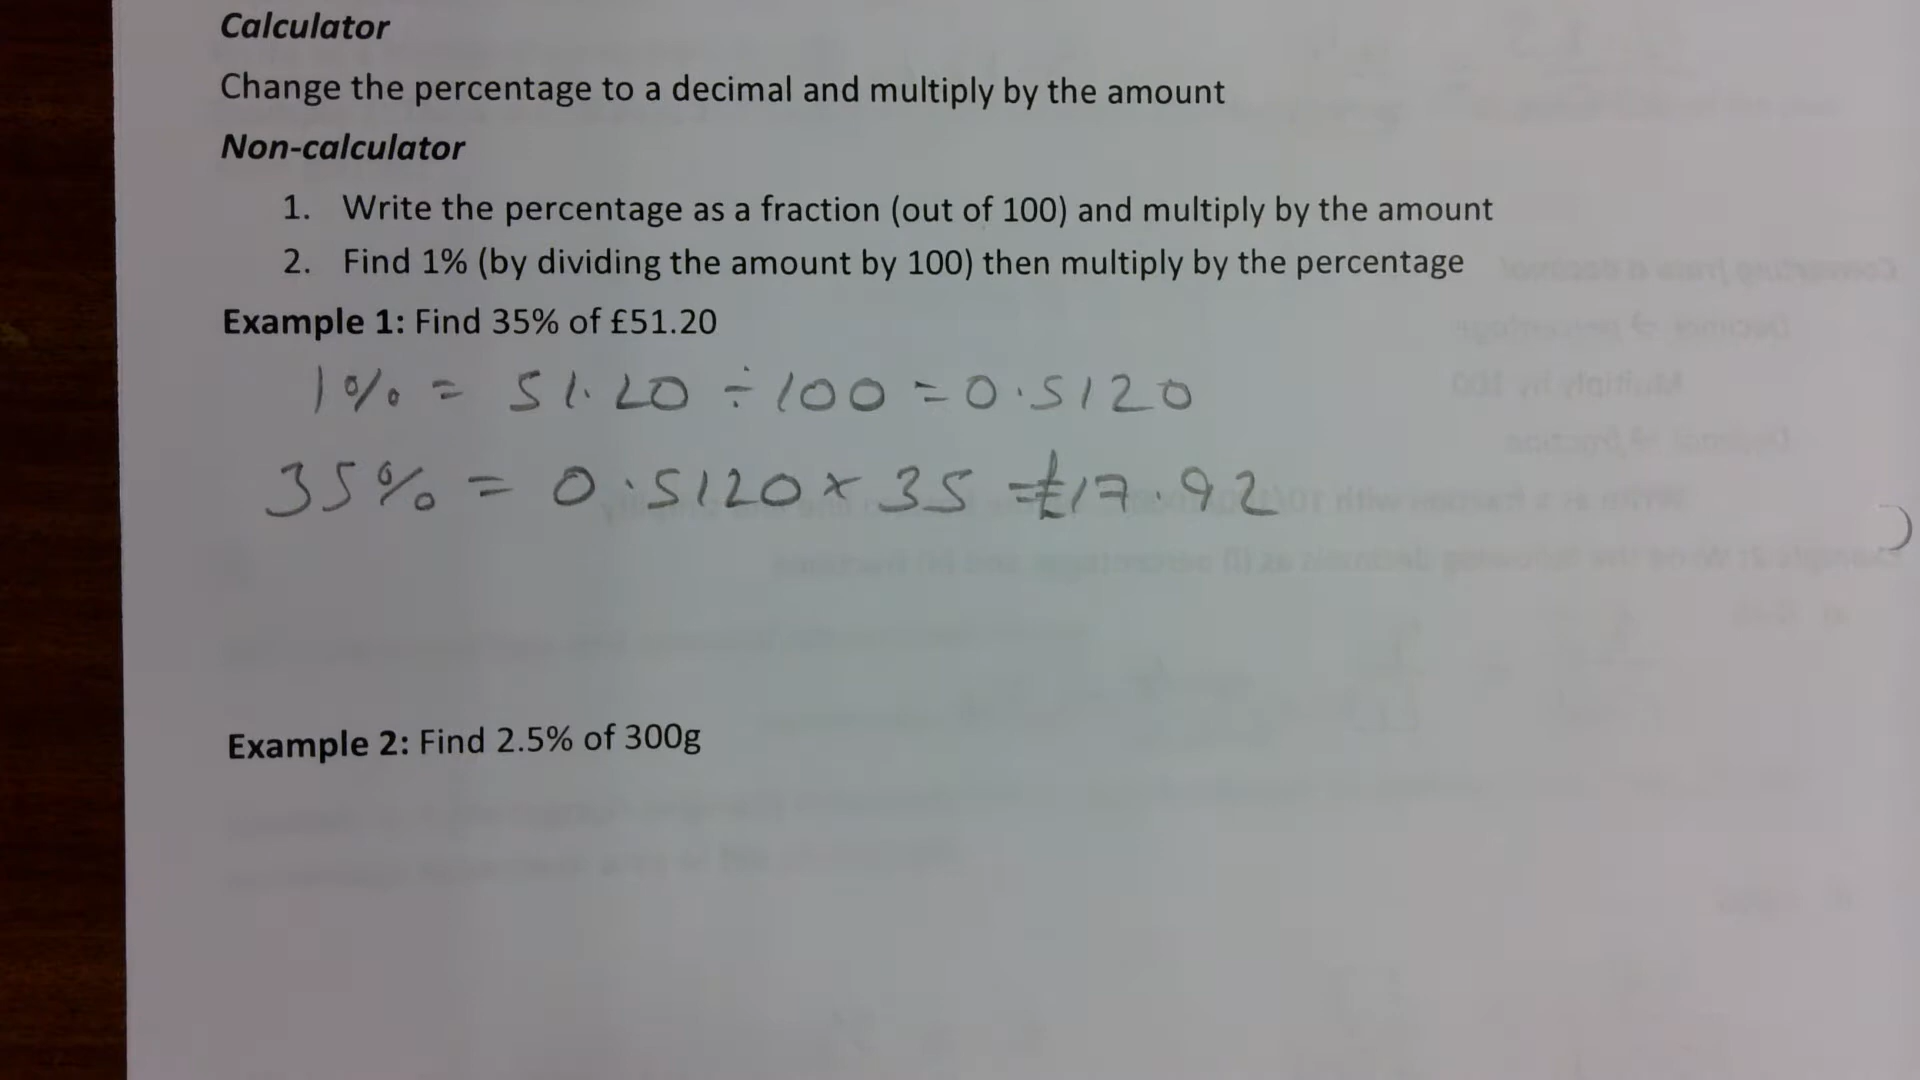 Calculator
Change the percentage to a decimal and multiply by the amount
Non-calculator
1. Write the percentage as a fraction (out of 100) and multiply by the amount
2. Find 1% (by dividing the amount by 100) then multiply by the percentage
Example 1: Find 35% of £51.20
1% = 51.20 ÷ 100 = 0.5120
35% = 0.5120 × 35 = £17.92
Example 2: Find 2.5% of 300g